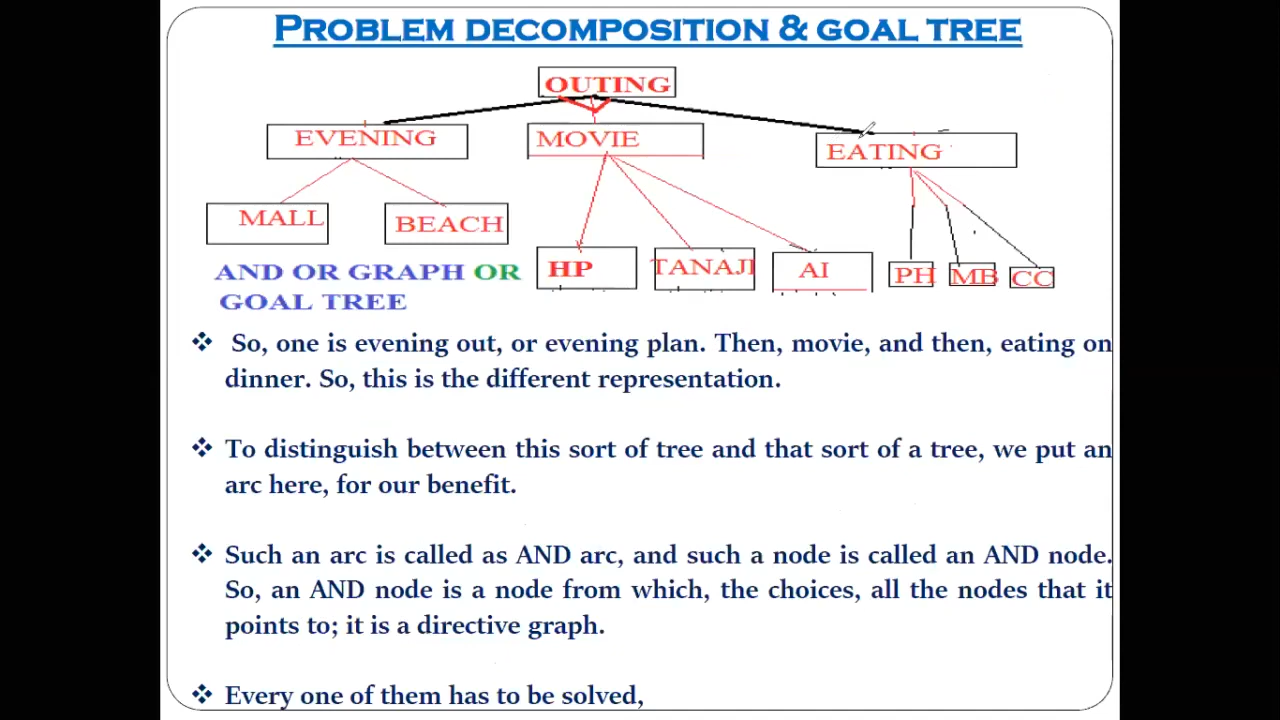 PROBLEM DECOMPOSITION & GOAL TREE
OUTING
EVENING
MOVIE
EATING
MALL
BEACH
HP
TANAJI
AI
PH
MB
CC
AND OR GRAPH OR
GOAL TREE
❖ So, one is evening out, or evening plan. Then, movie, and then, eating on
dinner. So, this is the different representation.
❖ To distinguish between this sort of tree and that sort of a tree, we put an
arc here, for our benefit.
❖ Such an arc is called as AND arc, and such a node is called an AND node.
So, an AND node is a node from which, the choices, all the nodes that it
points to; it is a directive graph.
❖ Every one of them has to be solved,